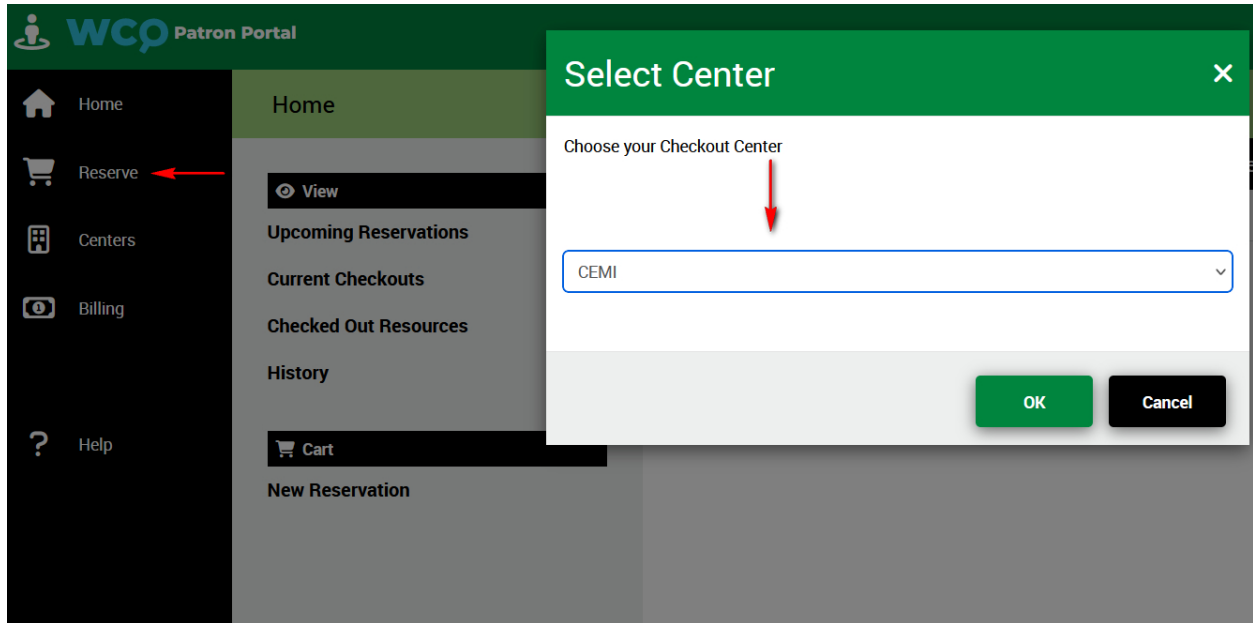 WCO Patron Portal
Home
Reserve
Centers
Billing
? Help
Home
View
Upcoming Reservations
Current Checkouts
Checked Out Resources
History
Cart
New Reservation
Select Center
Choose your Checkout Center
CEMI
OK
Cancel